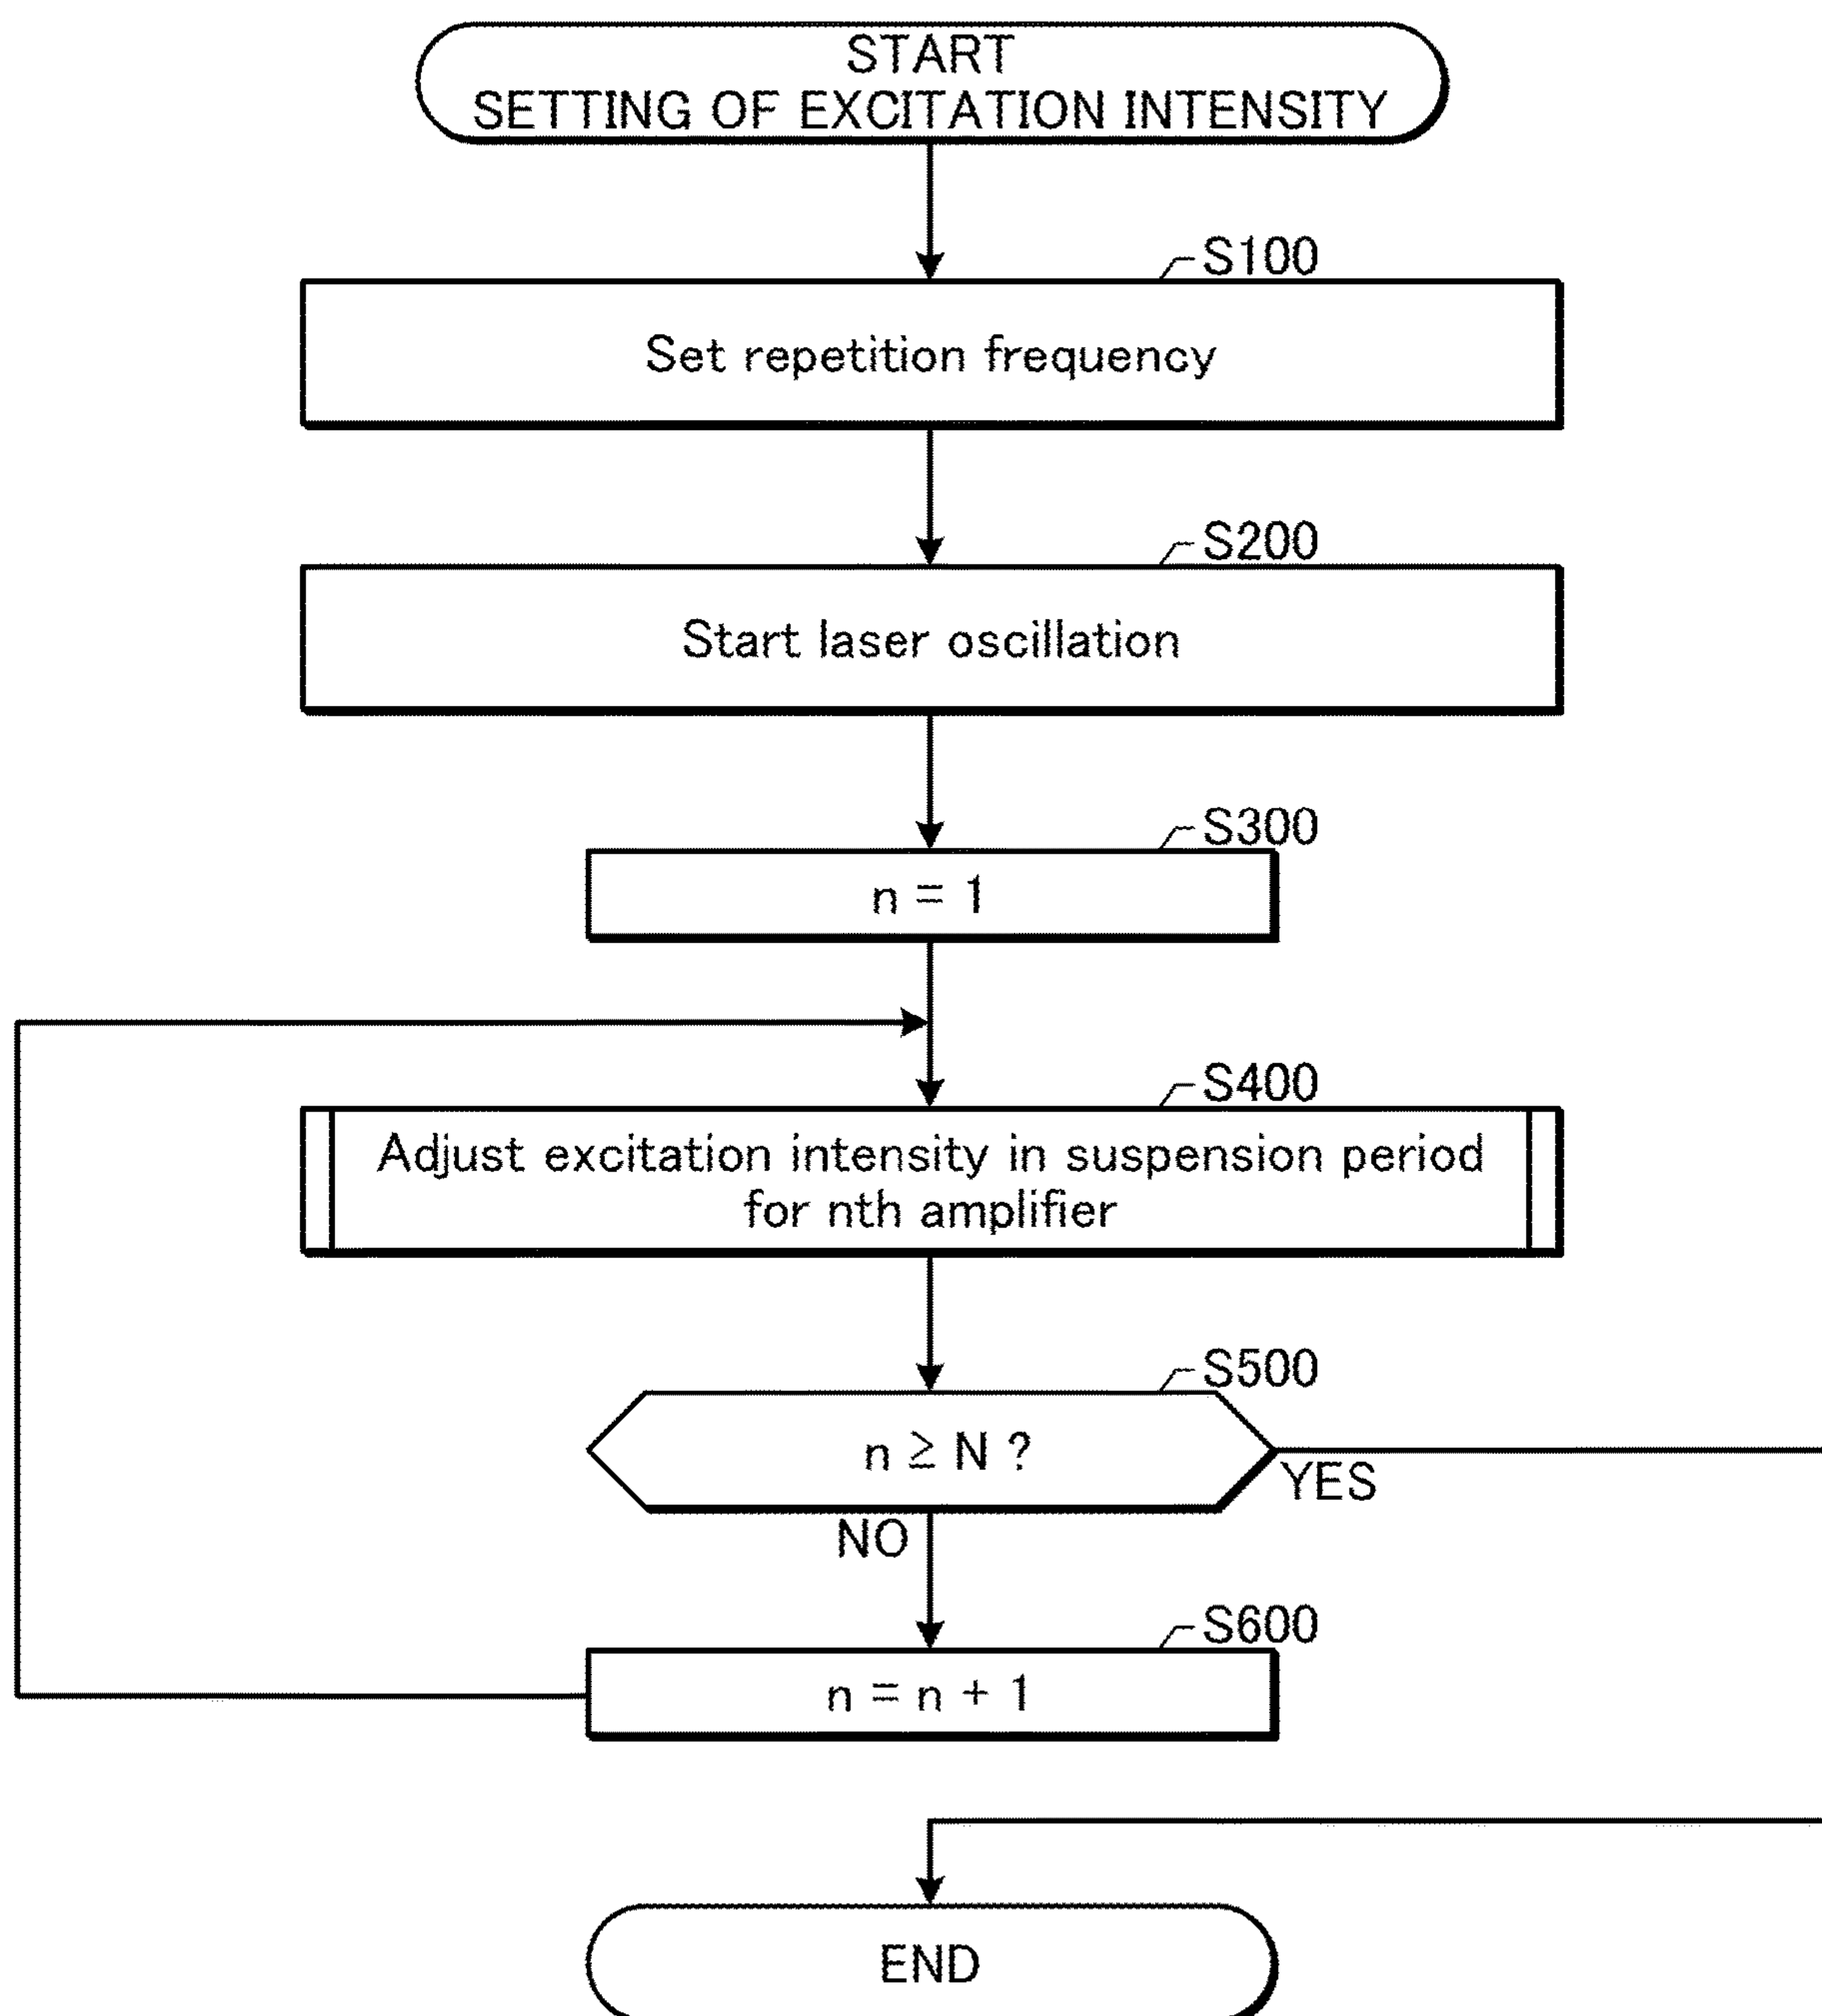 START
SETTING OF EXCITATION INTENSITY
S100
Set repetition frequency
S200
Start laser oscillation
S300
n = 1
S400
Adjust excitation intensity in suspension period
for nth amplifier
S500
n ≥ N ?
YES
NO
S600
n = n + 1
END